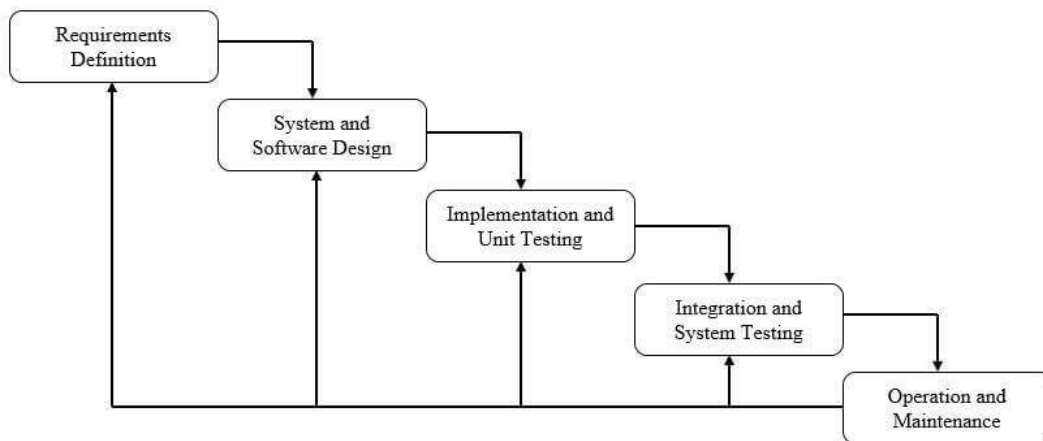 Requirements
Definition
System and
Software Design
Implementation and
Unit Testing
Integration and
System Testing
Operation and
Maintenance